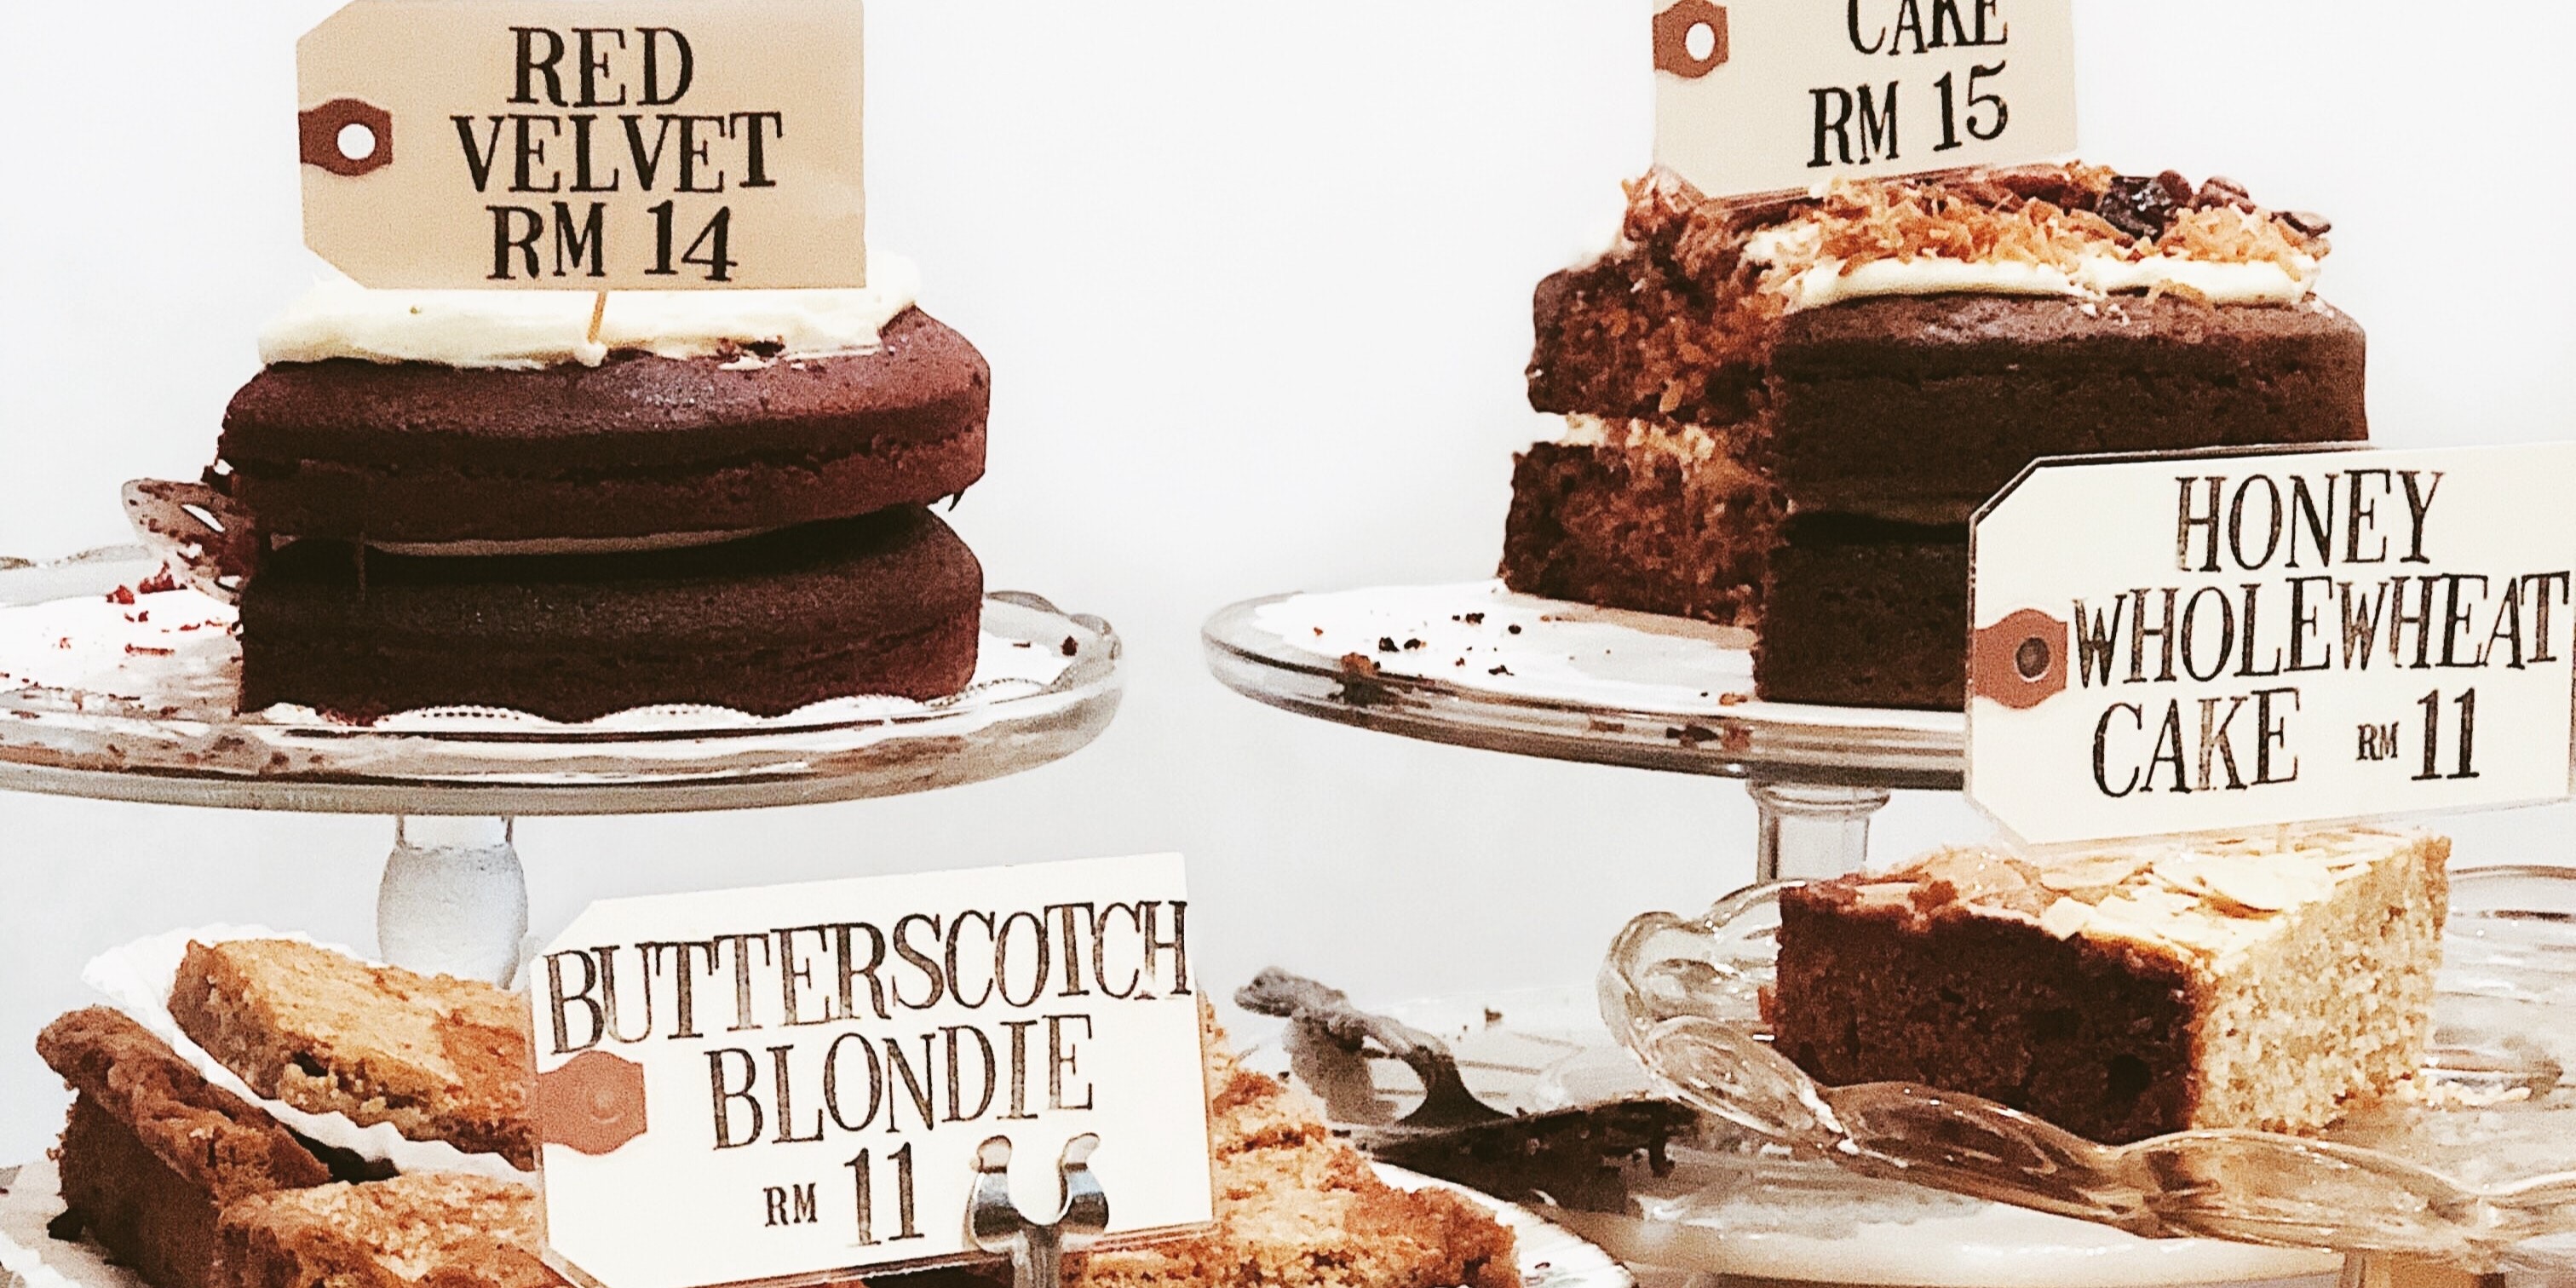 RED
VELVET
RM 14
CAKE
RM 15
HONEY
WHOLEWHEAT
CAKE RM 11
BUTTERSCOTCH
BLONDIE
RM 11